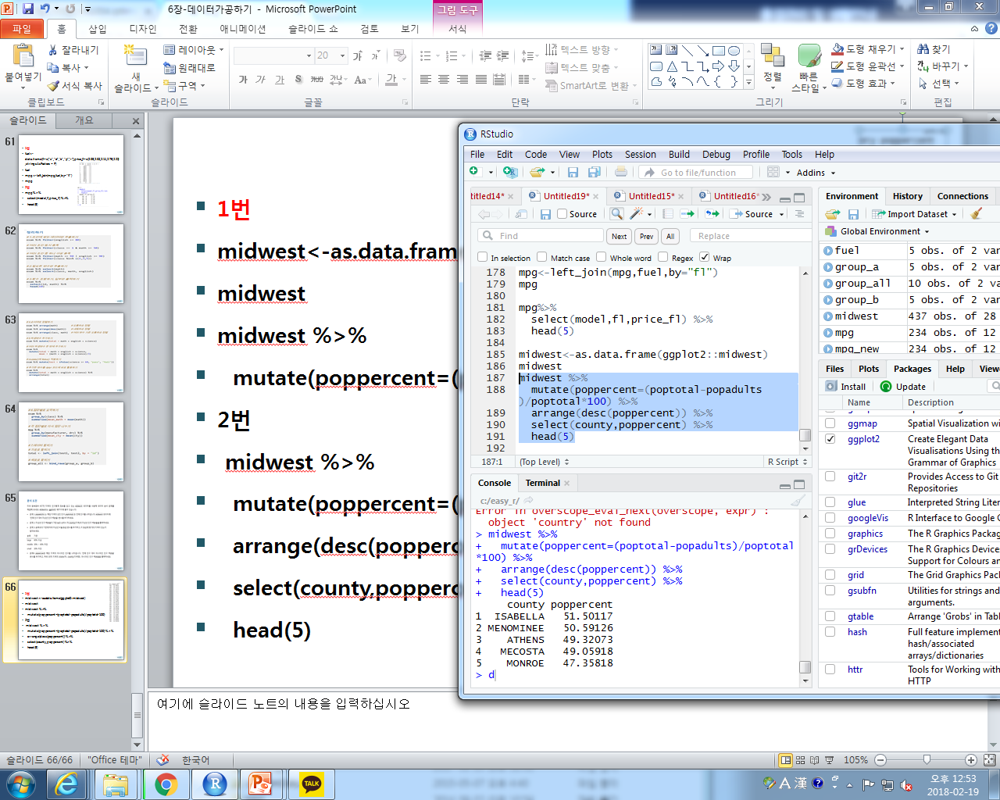 6장-데이터가공하기 - Microsoft PowerPoint
그림 도구
파일 홈 삽입 디자인 전환 애니메이션 슬라이드 쇼 검토 보기 서식
붙여넣기
잘라내기
복사
서식 복사
클립보드
새 슬라이드
레이아웃
원래대로
구역
슬라이드
20
글꼴
텍스트 방향
텍스트 맞춤
SmartArt로 변환
단락
정렬
빠른 스타일
도형 채우기
도형 윤곽선
도형 효과
그리기
찾기
바꾸기
선택
편집
슬라이드 개요
61
62
63
64
65
66
1번
midwest<-as.data.fram
midwest
midwest %>%
mutate(poppercent=(
2번
midwest %>%
mutate(poppercent=(
arrange(desc(popperc
select(county,popperc
head(5)
여기에 슬라이드 노트의 내용을 입력하십시오
RStudio
File Edit Code View Plots Session Build Debug Profile Tools Help
Go to file/function
Addins
ntitled14* Untitled19* Untitled15* Untitled16*
Source
Source
Find
Next Prev All
Replace
In selection Match case Whole word Regex Wrap
178 mpg<-left_join(mpg,fuel,by="fl")
179 mpg
180
181 mpg%>%
182 select(model,fl,price_fl) %>%
183 head(5)
184
185 midwest<-as.data.frame(ggplot2::midwest)
186 midwest
187 midwest %>%
188 mutate(poppercent=(poptotal-popadults
)/poptotal*100) %>%
189 arrange(desc(poppercent)) %>%
190 select(county,poppercent) %>%
191 head(5)
192
187:1 (Top Level) R Script
Console Terminal
c:/easy_r/
Error in overscope_eval_next(overscope, expr) :
object 'country' not found
> midwest %>%
+ mutate(poppercent=(poptotal-popadults)/poptotal
*100) %>%
+ arrange(desc(poppercent)) %>%
+ select(county,poppercent) %>%
+ head(5)
county poppercent
1 ISABELLA 51.50117
2 MENOMINEE 50.59126
3 ATHENS 49.32073
4 MECOSTA 49.05918
5 MONROE 47.35818
> d
Environment History Connections
Import Dataset
Global Environment
fuel 5 obs. of 2 var
group_a 5 obs. of 2 va
group_all 10 obs. of 2 va
group_b 5 obs. of 2 va
midwest 437 obs. of 28
mpg 234 obs. of 12
mpg_new 234 obs. of 12
Files Plots Packages Help View
Install Update
Name Description
ggmap Spatial Visualization wi
ggplot2 Create Elegant Data
Visualisations Using the
Grammar of Graphics
git2r Provides Access to Git
Repositories
glue Interpreted String Liter
googleVis R Interface to Google C
graphics The R Graphics Packag
grDevices The R Graphics Devices
Support for Colours an
grid The Grid Graphics Pack
gsubfn Utilities for strings and
arguments.
gtable Arrange 'Grobs' in Tabl
hash Full feature implement
hash/associated
arrays/dictionaries
httr Tools for Working with
HTTP
슬라이드 66/66 "Office 테마" 한국어
105%
TALK
A 漢
오후 12:53
2018-02-19